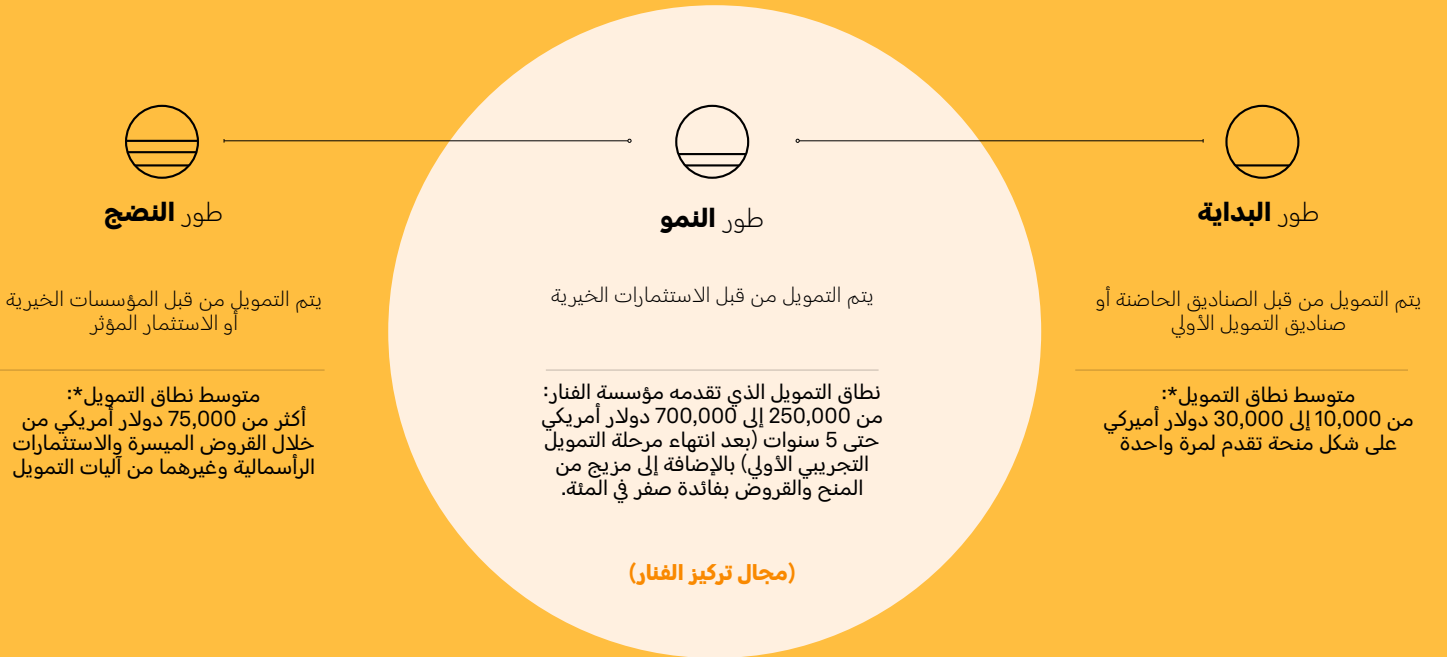 طور البداية
يتم التمويل من قبل الصناديق الحاضنة أو
صناديق التمويل الأولي
متوسط نطاق التمويل*:
من 10,000 إلى 30,000 دولار أميركي
على شكل منحة تقدم لمرة واحدة
طور النمو
يتم التمويل من قبل الاستثمارات الخيرية
نطاق التمويل الذي تقدمه مؤسسة الفنار:
من 250,000 إلى 700,000 دولار أمريكي
حتى 5 سنوات (بعد انتهاء مرحلة التمويل
التجريبي الأولي) بالإضافة إلى مزيج من
المنح والقروض بفائدة صفر في المئة.
(مجال تركيز الفنار)
طور النضج
يتم التمويل من قبل المؤسسات الخيرية
أو الاستثمار المؤثر
متوسط نطاق التمويل*:
أكثر من 75,000 دولار أمريكي من
خلال القروض الميسرة والاستثمارات
الرأسمالية وغيرهما من آليات التمويل